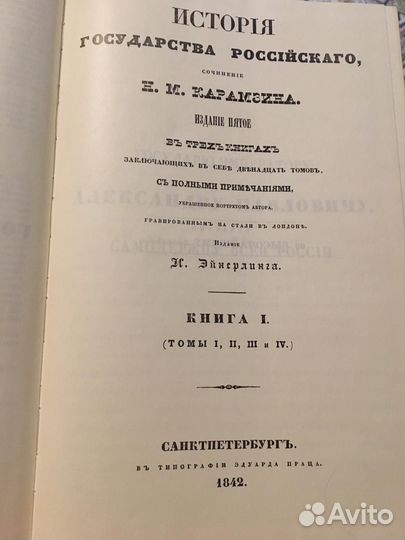 ИСТОРІЯ
ГОСУДАРСТВА РОССІЙСКАГО,
СОЧИНЕНІЕ
Н. М. КАРАМЗИНА.
ИЗДАНІЕ ПЯТОЕ
ВЪ ТРЕХЪ КНИГАХЪ
ЗАКЛЮЧАЮЩИХЪ ВЪ СЕБѢ ДВѢНАДЦАТЬ ТОМОВЪ,
СЪ ПОЛНЫМИ ПРИМѢЧАНІЯМИ,
УКРАШЕННОЕ ПОРТРЕТОМЪ АВТОРА,
ГРАВИРОВАННЫМЪ НА СТАЛИ ВЪ ЛОНДОНѢ.
Изданіе
И. Эйнерлинга.
КНИГА I.
(ТОМЫ I, II, III и IV.)
САНКТПЕТЕРБУРГЪ.
ВЪ ТИПОГРАФІИ ЭДУАРДА ПРАЦА.
1842.
Avito